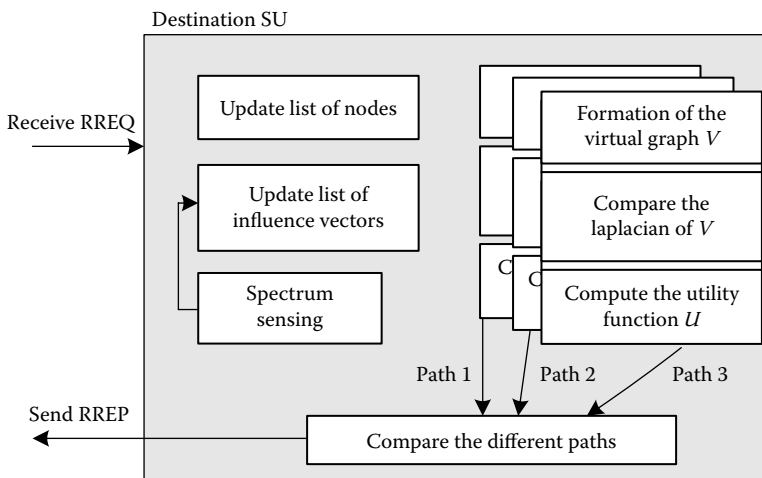 Destination SU
Receive RREQ
Update list of nodes
Update list of
influence vectors
Spectrum
sensing
Formation of the
virtual graph V
Compare the
laplacian of V
C
C
Compute the utility
function U
Path 1
Path 2
Path 3
Send RREP
Compare the different paths